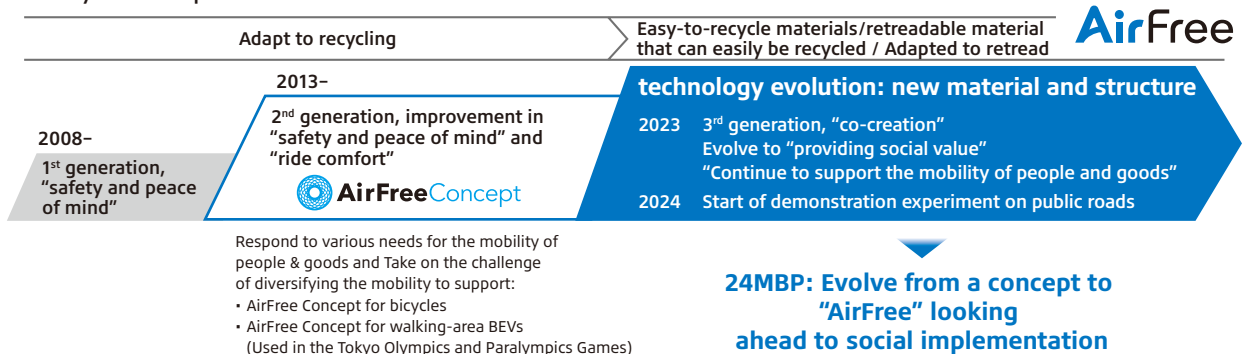 Adapt to recycling
Easy-to-recycle materials/retreadable material
that can easily be recycled / Adapted to retread
AirFree
2008–
1st generation,
“safety and peace
of mind”
2013–
2nd generation, improvement in
“safety and peace of mind” and
“ride comfort”
AirFreeConcept
technology evolution: new material and structure
2023 3rd generation, “co-creation”
Evolve to “providing social value”
“Continue to support the mobility of people and goods”
2024 Start of demonstration experiment on public roads
Respond to various needs for the mobility of
people & goods and Take on the challenge
of diversifying the mobility to support:
• AirFree Concept for bicycles
• AirFree Concept for walking-area BEVs
(Used in the Tokyo Olympics and Paralympics Games)
24MBP: Evolve from a concept to
“AirFree” looking
ahead to social implementation